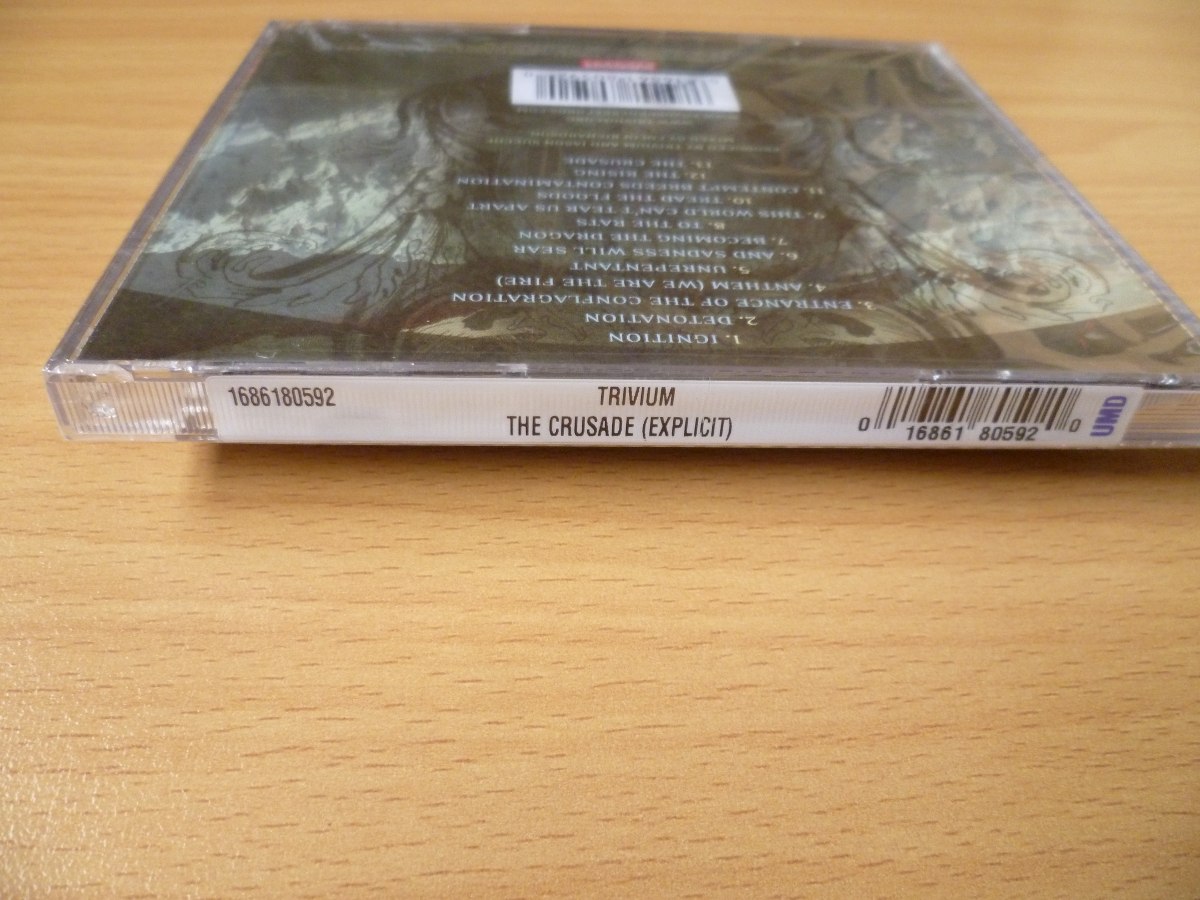 1. IGNITION
2. DETONATION
3. ENTRANCE OF THE CONFLAGRATION
4. ANTHEM (WE ARE THE FIRE)
5. UNREPENTANT
6. AND SADNESS WILL SEAR
7. BECOMING THE DRAGON
8. TO THE RATS
9. THIS WORLD CAN'T TEAR US APART
10. TREAD THE FLOODS
11. CONTEMPT BREEDS CONTAMINATION
12. THE RISING
13. THE CRUSADE
1686180592
TRIVIUM
THE CRUSADE (EXPLICIT)
0 16861 80592 0
UMD